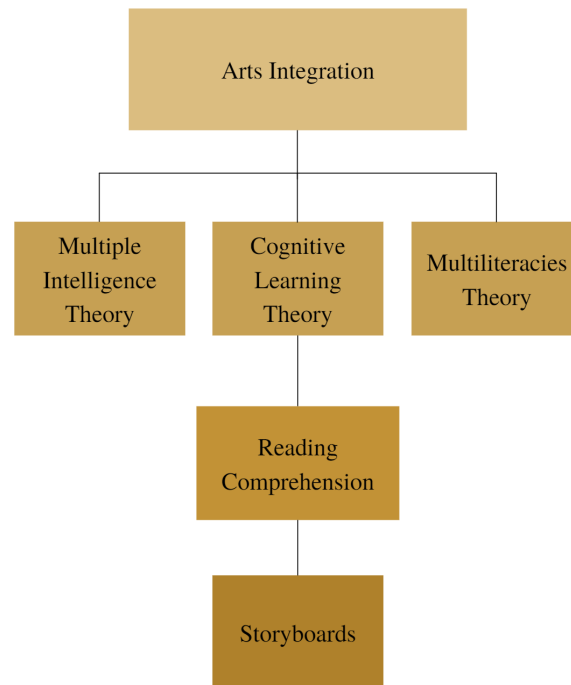 Arts Integration
Multiple
Intelligence
Theory
Cognitive
Learning
Theory
Multiliteracies
Theory
Reading
Comprehension
Storyboards